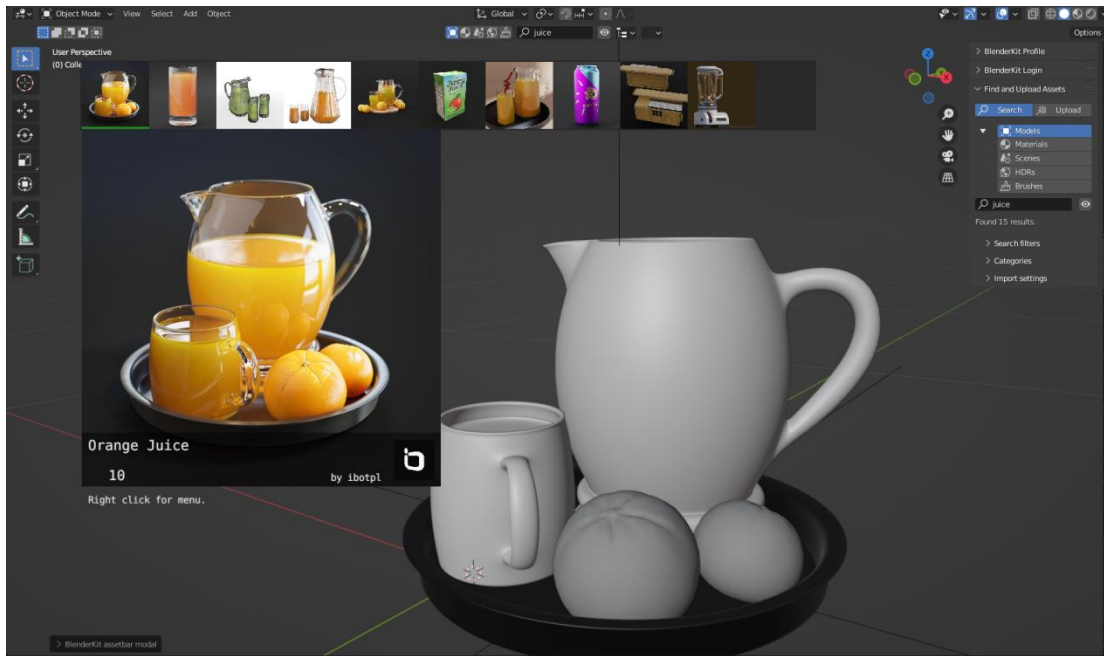 Object Mode View Select Add Object
Global
Options
juice
User Perspective
(0) Colle
BlenderKit Profile
BlenderKit Login
Find and Upload Assets
Search Upload
Models
Materials
Scenes
HDRs
Brushes
juice
Found 15 results.
Search filters
Categories
Import settings
Z
X
Orange Juice
10
by ibotpl
Right click for menu.
BlenderKit assetbar modal